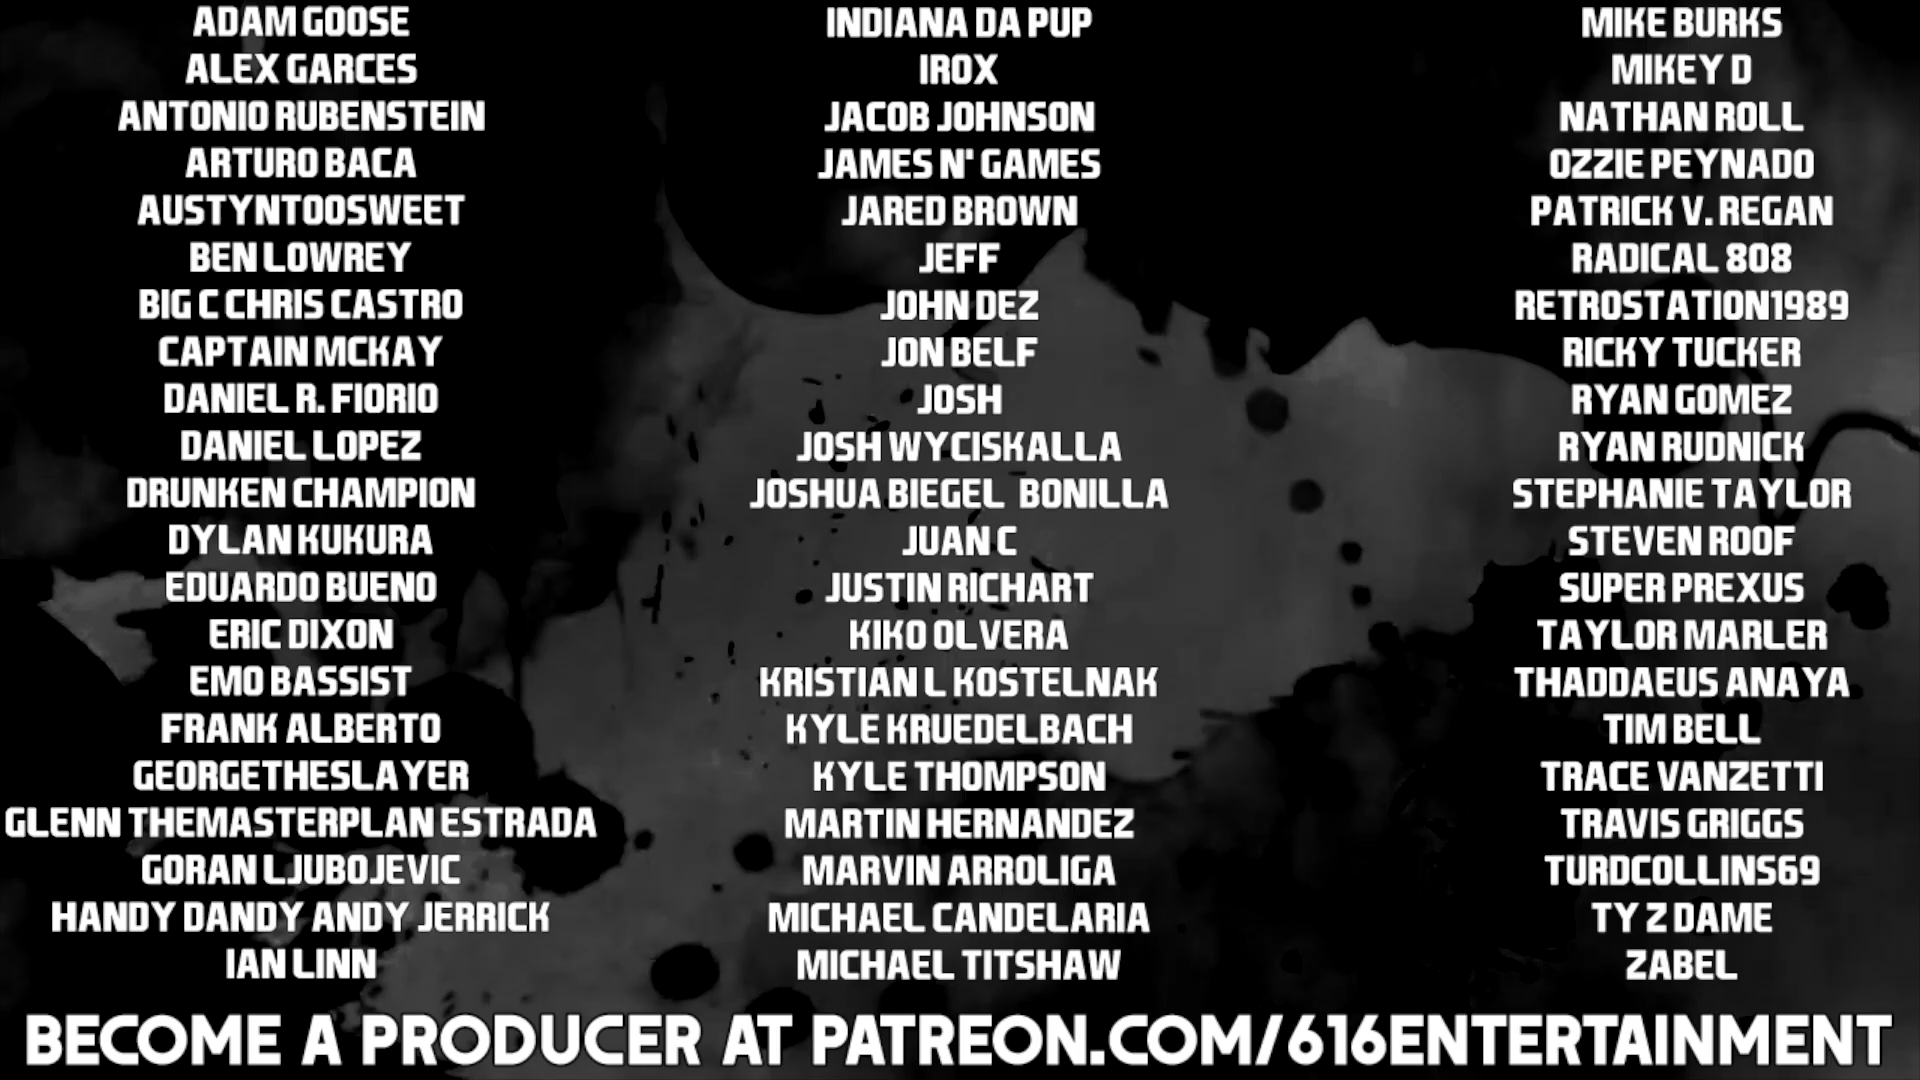 ADAM GOOSE
ALEX GARCES
ANTONIO RUBENSTEIN
ARTURO BACA
AUSTYNTOOSWEET
BEN LOWREY
BIG C CHRIS CASTRO
CAPTAIN MCKAY
DANIEL R. FIORIO
DANIEL LOPEZ
DRUNKEN CHAMPION
DYLAN KUKURA
EDUARDO BUENO
ERIC DIXON
EMO BASSIST
FRANK ALBERTO
GEORGETHESLAYER
GLENN THEMASTERPLAN ESTRADA
GORAN LJUBOJEVIC
HANDY DANDY ANDY JERRICK
IAN LINN
INDIANA DA PUP
IROX
JACOB JOHNSON
JAMES N' GAMES
JARED BROWN
JEFF
JOHN DEZ
JON BELF
JOSH
JOSH WYCISKALLA
JOSHUA BIEGEL BONILLA
JUAN C
JUSTIN RICHART
KIKO OLVERA
KRISTIAN L KOSTELNAK
KYLE KRUEDELBACH
KYLE THOMPSON
MARTIN HERNANDEZ
MARVIN ARROLIGA
MICHAEL CANDELARIA
MICHAEL TITSHAW
MIKE BURKS
MIKEY D
NATHAN ROLL
OZZIE PEYNADO
PATRICK V. REGAN
RADICAL 808
RETROSTATION1989
RICKY TUCKER
RYAN GOMEZ
RYAN RUDNICK
STEPHANIE TAYLOR
STEVEN ROOF
SUPER PREXUS
TAYLOR MARLER
THADDAEUS ANAYA
TIM BELL
TRACE VANZETTI
TRAVIS GRIGGS
TURDCOLLINS69
TY Z DAME
ZABEL
BECOME A PRODUCER AT PATREON.COM/616ENTERTAINMENT